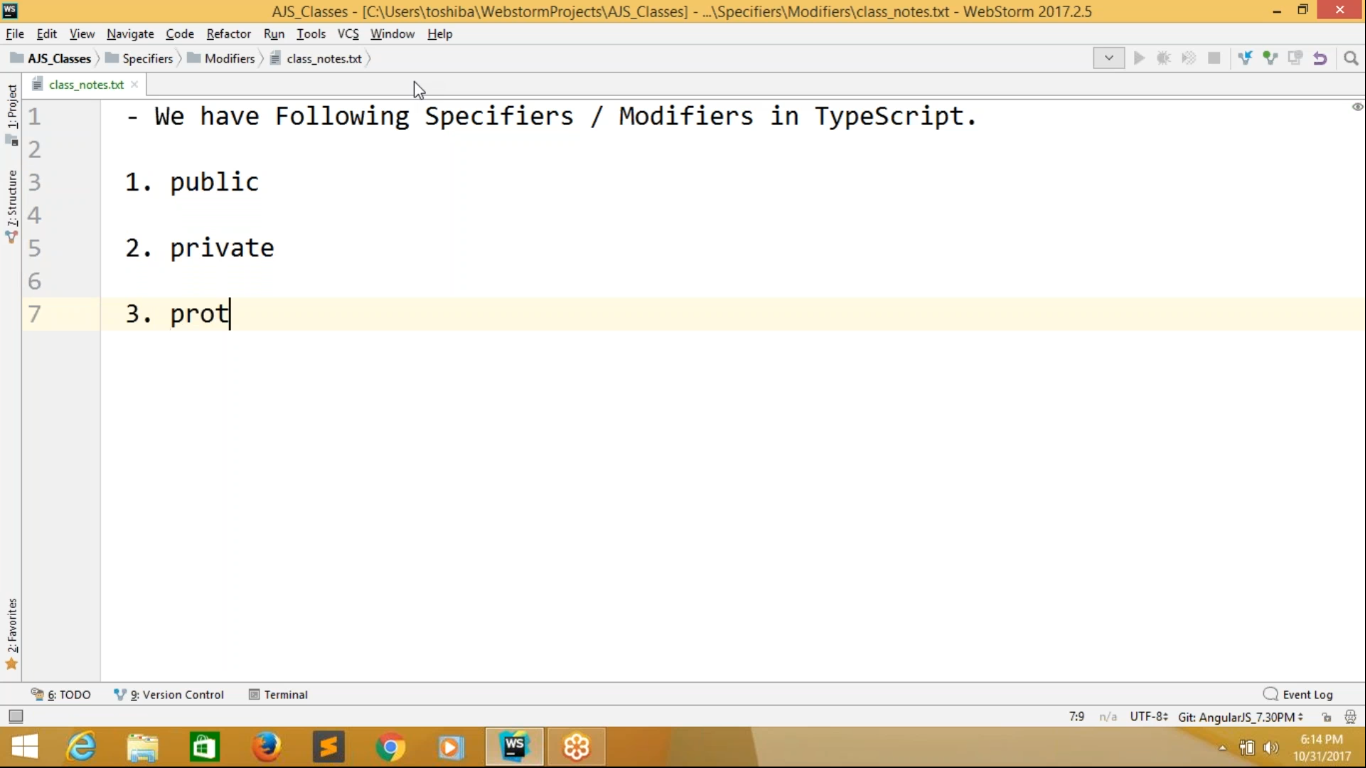 WS AJS_Classes - [C:\Users\toshiba\WebstormProjects\AJS_Classes] - ...\Specifiers\Modifiers\class_notes.txt - WebStorm 2017.2.5
File Edit View Navigate Code Refactor Run Tools VCS Window Help
AJS_Classes Specifiers Modifiers class_notes.txt
class_notes.txt
1: Project
7: Structure
2: Favorites
1 - We have Following Specifiers / Modifiers in TypeScript.
2
3 1. public
4
5 2. private
6
7 3. prot
6: TODO 9: Version Control Terminal Event Log
7:9 n/a UTF-8 Git: AngularJS_7.30PM
WS
6:14 PM
10/31/2017